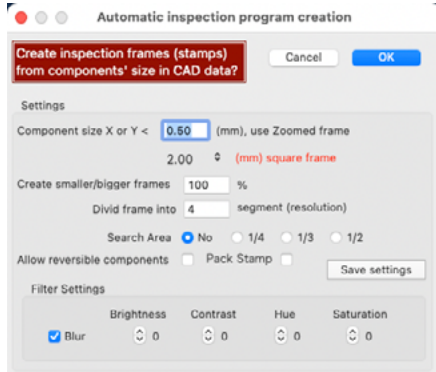 Automatic inspection program creation
Create inspection frames (stamps)
from components' size in CAD data?
Cancel
OK
Settings
Component size X or Y < 0.50 (mm), use Zoomed frame
2.00 (mm) square frame
Create smaller/bigger frames 100 %
Divid frame into 4 segment (resolution)
Search Area No 1/4 1/3 1/2
Allow reversible components Pack Stamp
Save settings
Filter Settings
Brightness Contrast Hue Saturation
Blur 0 0 0 0